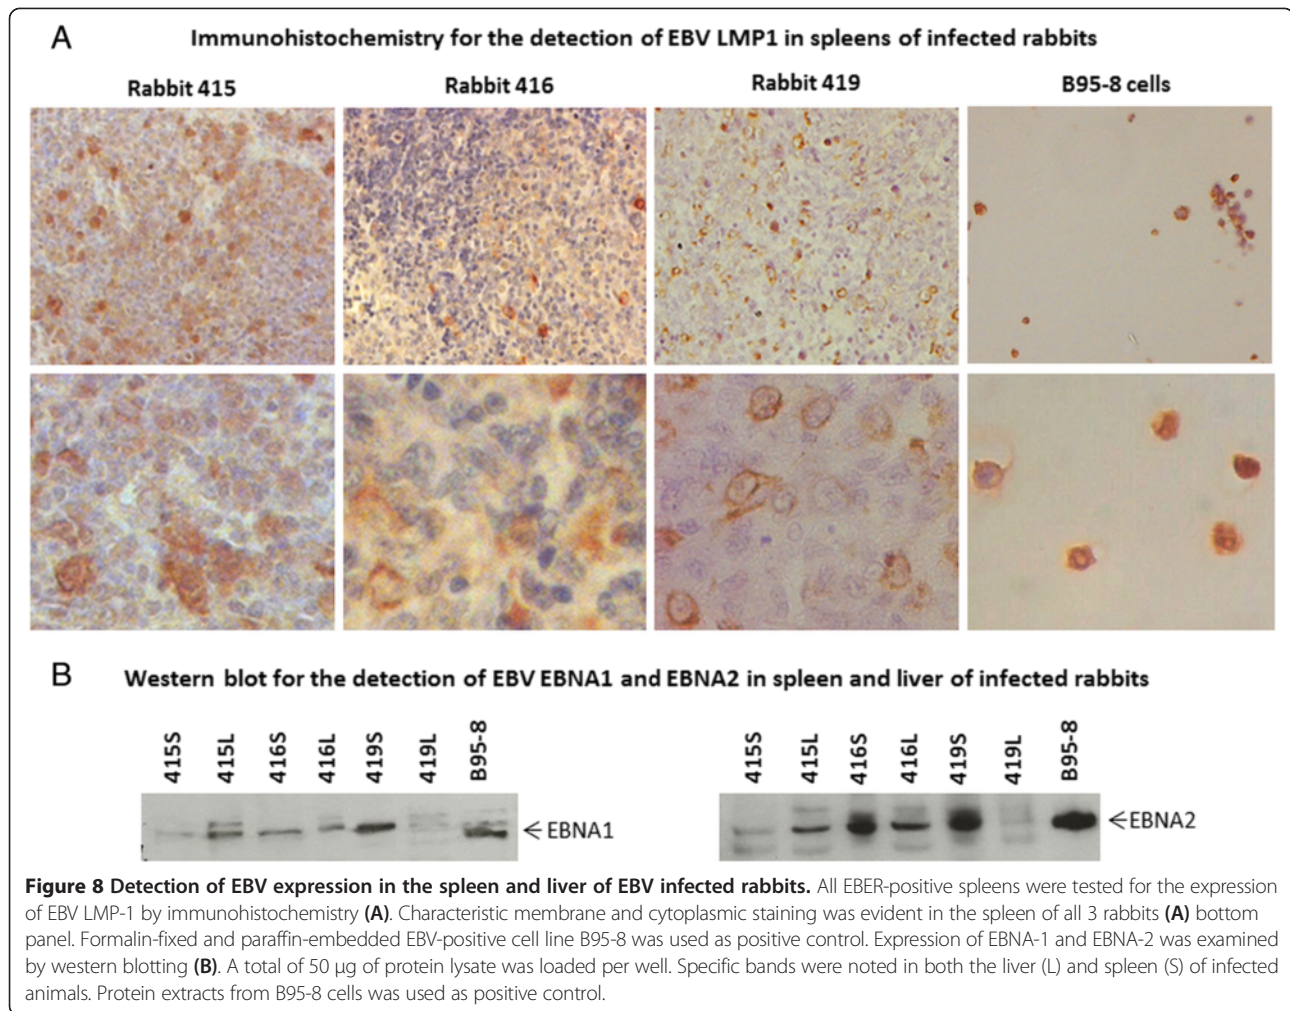 A
Immunohistochemistry for the detection of EBV LMP1 in spleens of infected rabbits
Rabbit 415
Rabbit 416
Rabbit 419
B95-8 cells
B
Western blot for the detection of EBV EBNA1 and EBNA2 in spleen and liver of infected rabbits
415S
415L
416S
416L
419S
419L
B95-8
EBNA1
415S
415L
416S
416L
419S
419L
B95-8
EBNA2
Figure 8 Detection of EBV expression in the spleen and liver of EBV infected rabbits. All EBER-positive spleens were tested for the expression
of EBV LMP-1 by immunohistochemistry (A). Characteristic membrane and cytoplasmic staining was evident in the spleen of all 3 rabbits (A) bottom
panel. Formalin-fixed and paraffin-embedded EBV-positive cell line B95-8 was used as positive control. Expression of EBNA-1 and EBNA-2 was examined
by western blotting (B). A total of 50 μg of protein lysate was loaded per well. Specific bands were noted in both the liver (L) and spleen (S) of infected
animals. Protein extracts from B95-8 cells was used as positive control.